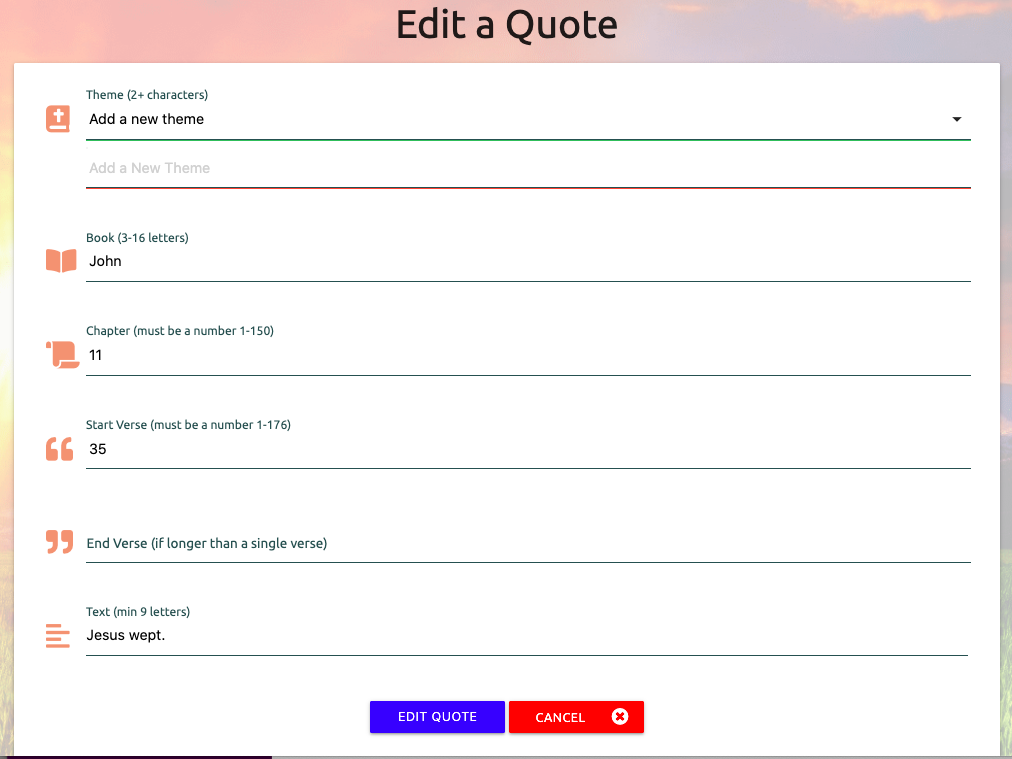 Edit a Quote
Theme (2+ characters)
Add a new theme
Add a New Theme
Book (3-16 letters)
John
Chapter (must be a number 1-150)
11
Start Verse (must be a number 1-176)
35
End Verse (if longer than a single verse)
Text (min 9 letters)
Jesus wept.
EDIT QUOTE
CANCEL